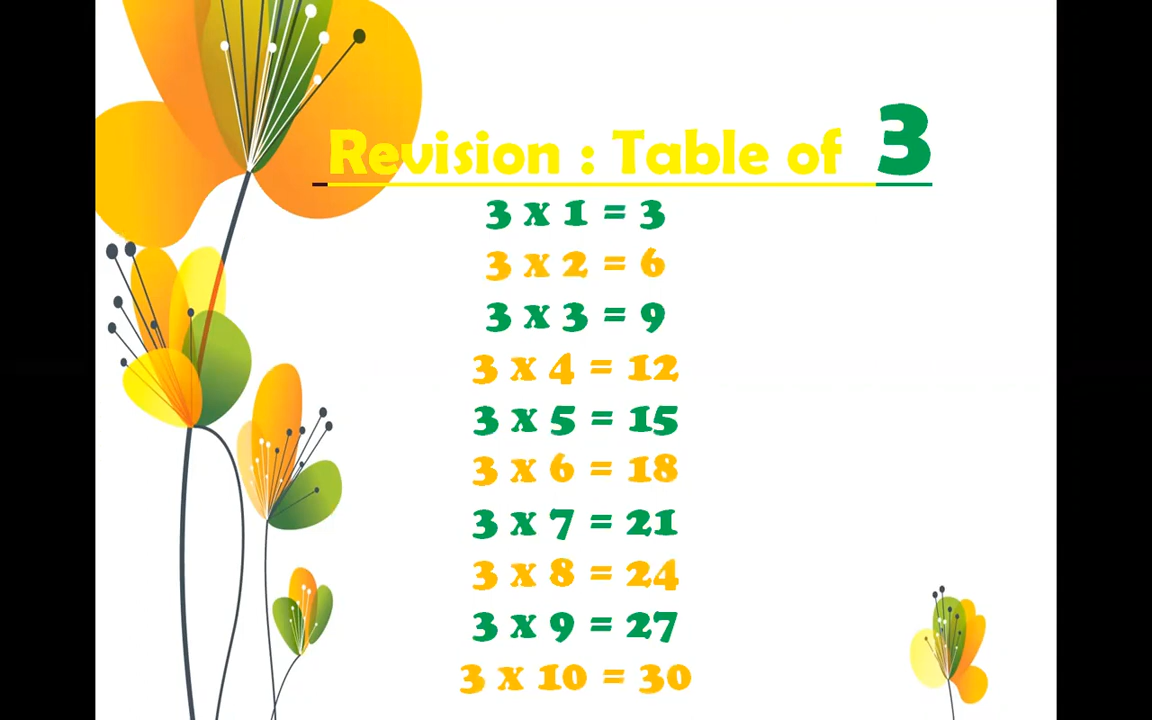 Revision : Table of 3
3 x 1 = 3
3 x 2 = 6
3 x 3 = 9
3 x 4 = 12
3 x 5 = 15
3 x 6 = 18
3 x 7 = 21
3 x 8 = 24
3 x 9 = 27
3 x 10 = 30